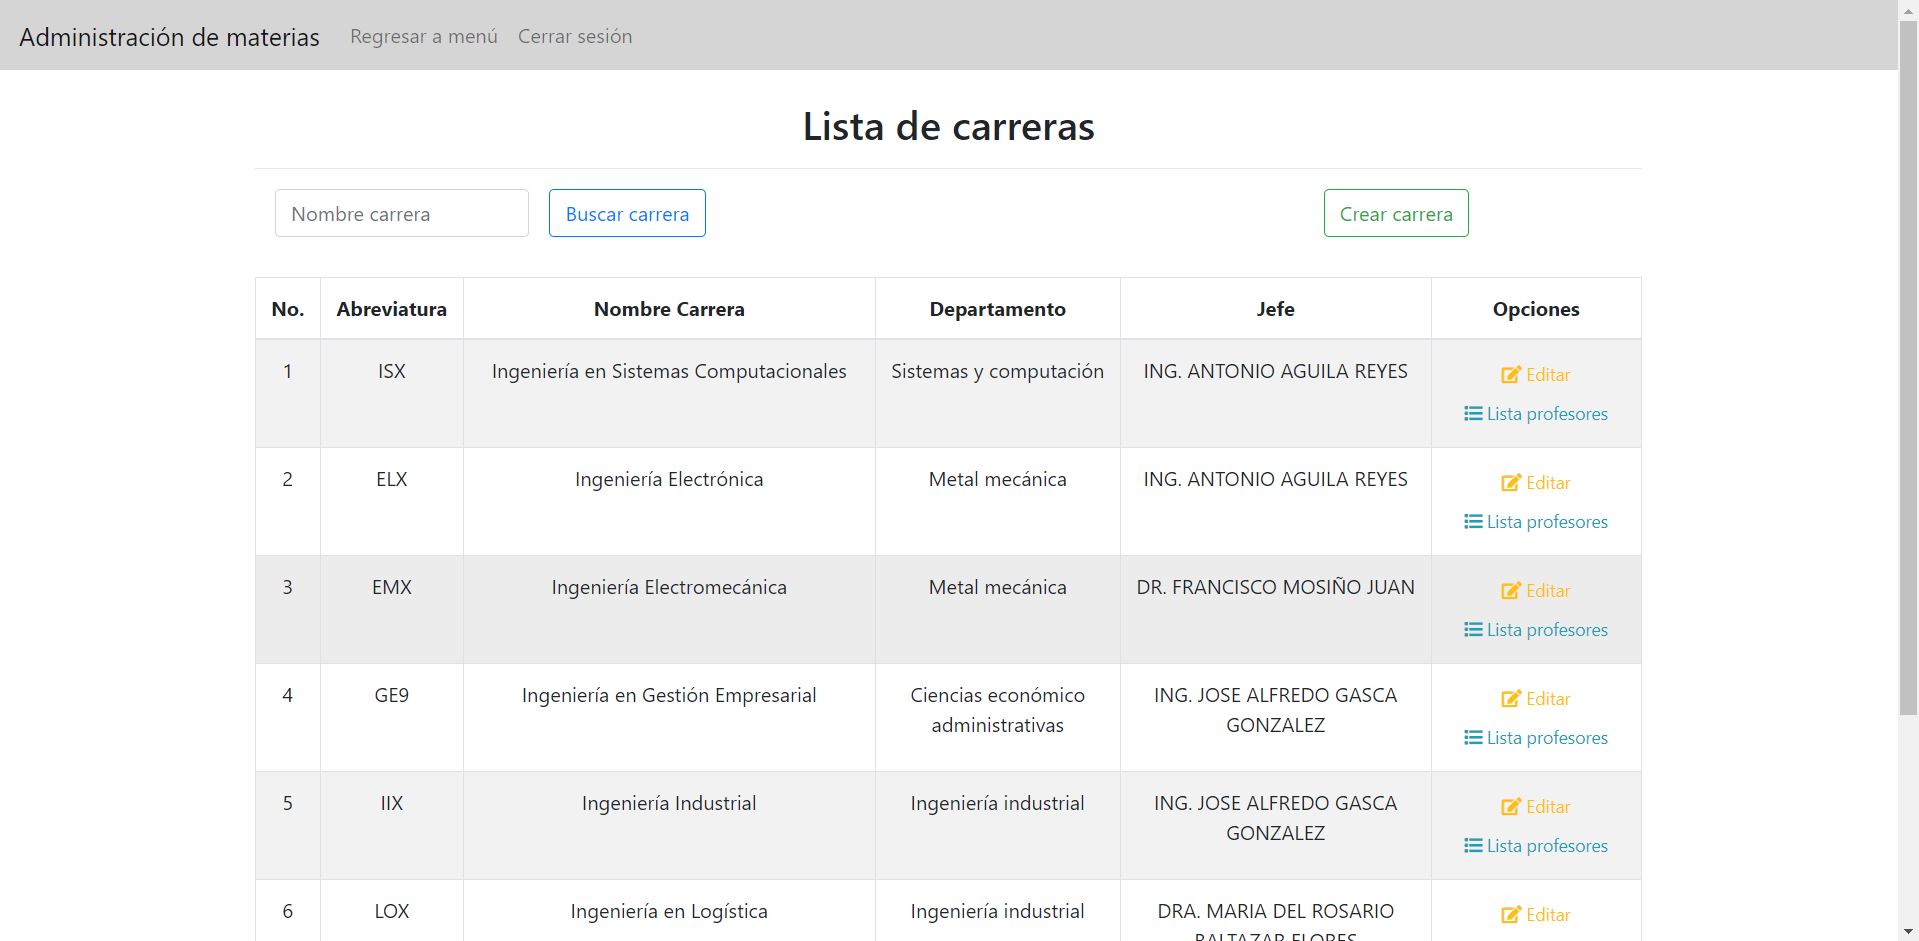 Administración de materias Regresar a menú Cerrar sesión
Lista de carreras
Nombre carrera Buscar carrera Crear carrera
No. Abreviatura Nombre Carrera Departamento Jefe Opciones
1 ISX Ingeniería en Sistemas Computacionales Sistemas y computación ING. ANTONIO AGUILA REYES Editar
Lista profesores
2 ELX Ingeniería Electrónica Metal mecánica ING. ANTONIO AGUILA REYES Editar
Lista profesores
3 EMX Ingeniería Electromecánica Metal mecánica DR. FRANCISCO MOSIÑO JUAN Editar
Lista profesores
4 GE9 Ingeniería en Gestión Empresarial Ciencias económico ING. JOSE ALFREDO GASCA Editar
administrativas GONZALEZ Lista profesores
5 IIX Ingeniería Industrial Ingeniería industrial ING. JOSE ALFREDO GASCA Editar
GONZALEZ Lista profesores
6 LOX Ingeniería en Logística Ingeniería industrial DRA. MARIA DEL ROSARIO Editar
BALTAZAR FLORES